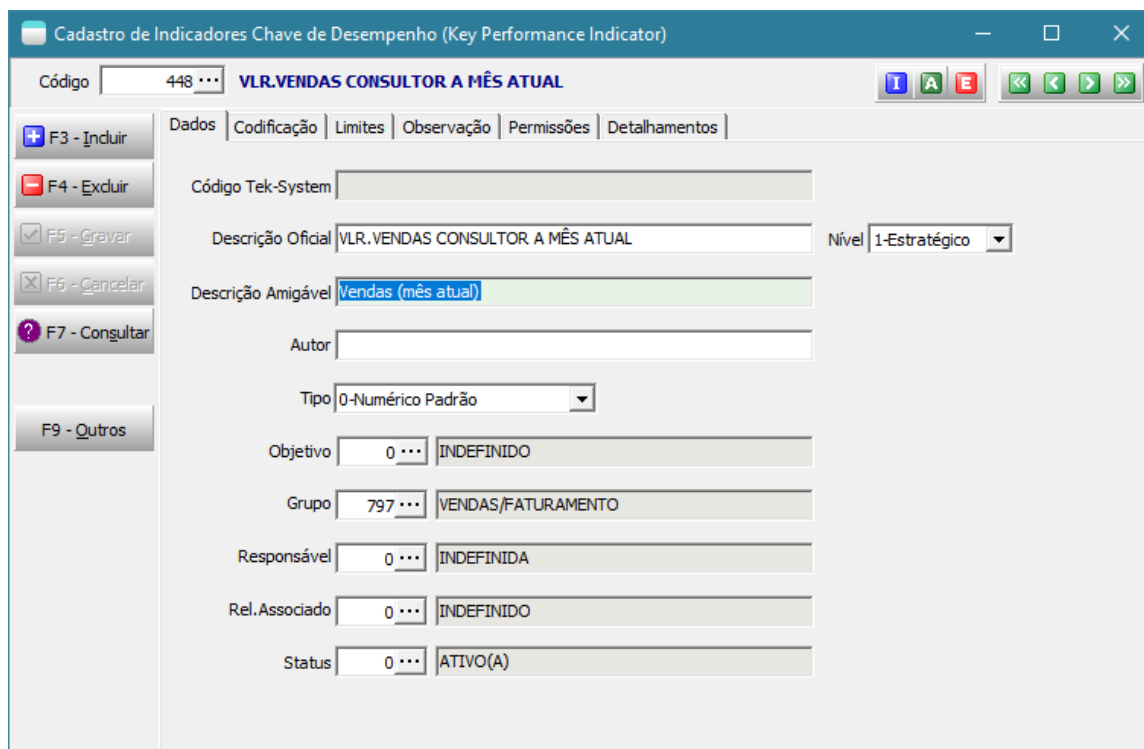 Cadastro de Indicadores Chave de Desempenho (Key Performance Indicator)
Código 448 ... VLR.VENDAS CONSULTOR A MÊS ATUAL I A E
F3 - Incluir
F4 - Excluir
F5 - Gravar
F6 - Cancelar
F7 - Consultar
F9 - Outros
Dados Codificação Limites Observação Permissões Detalhamentos
Código Tek-System
Descrição Oficial VLR.VENDAS CONSULTOR A MÊS ATUAL Nível 1-Estratégico
Descrição Amigável Vendas (mês atual)
Autor
Tipo 0-Numérico Padrão
Objetivo 0 ... INDEFINIDO
Grupo 797 ... VENDAS/FATURAMENTO
Responsável 0 ... INDEFINIDA
Rel.Associado 0 ... INDEFINIDO
Status 0 ... ATIVO(A)